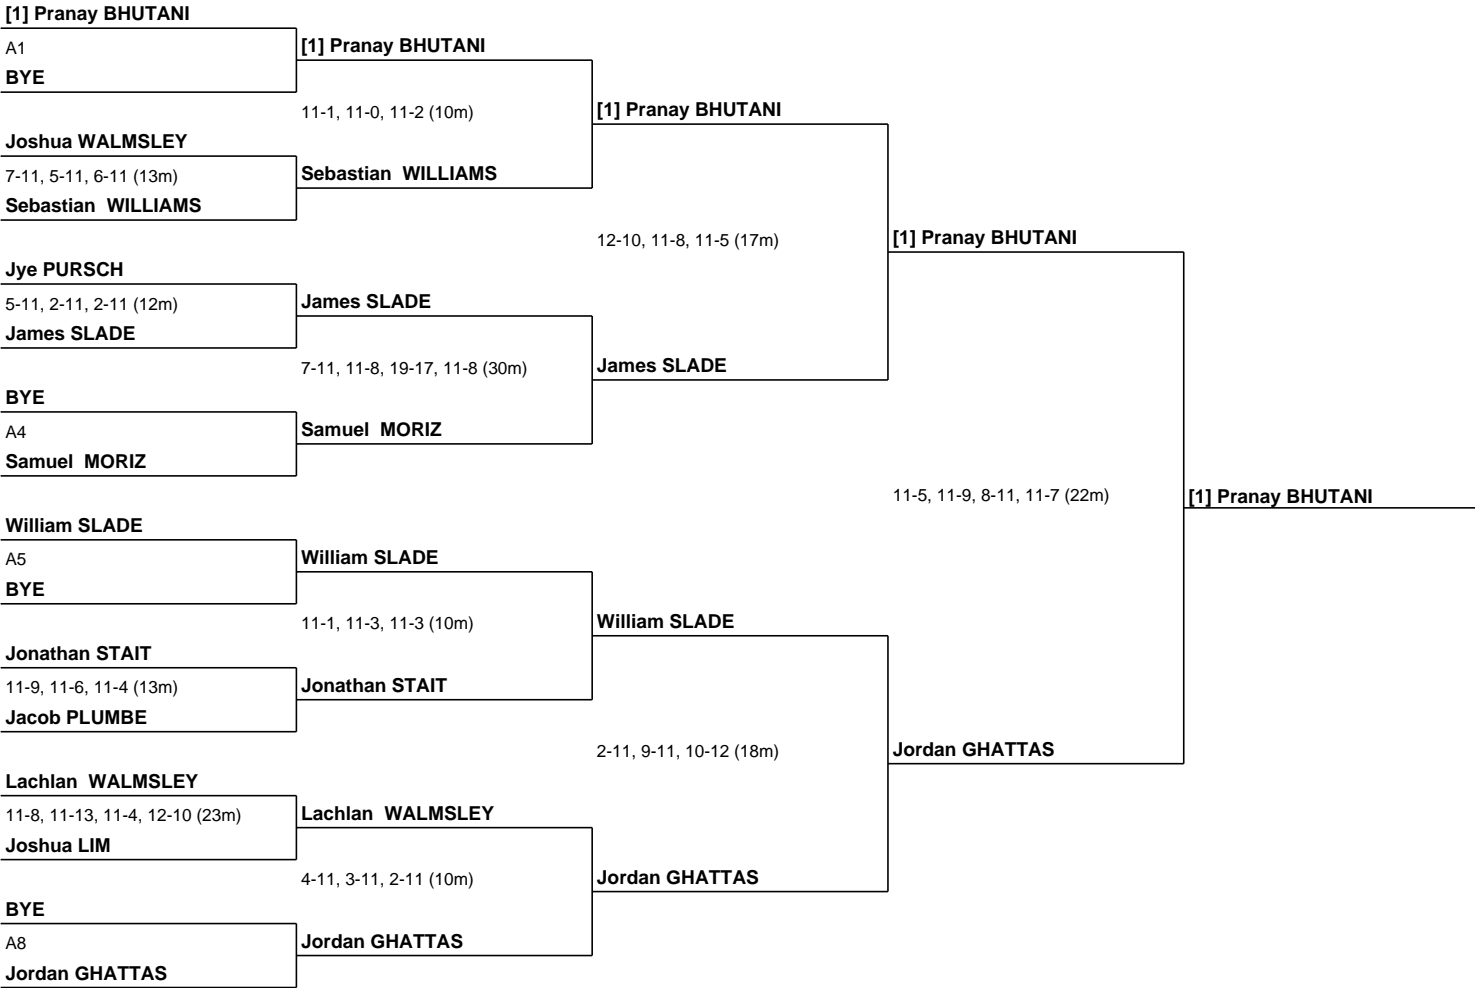 [1] Pranay BHUTANI
A1
BYE
Joshua WALMSLEY
7-11, 5-11, 6-11 (13m)
Sebastian WILLIAMS
Jye PURSCH
5-11, 2-11, 2-11 (12m)
James SLADE
BYE
A4
Samuel MORIZ
William SLADE
A5
BYE
Jonathan STAIT
11-9, 11-6, 11-4 (13m)
Jacob PLUMBE
Lachlan WALMSLEY
11-8, 11-13, 11-4, 12-10 (23m)
Joshua LIM
BYE
A8
Jordan GHATTAS
[1] Pranay BHUTANI
11-1, 11-0, 11-2 (10m)
Sebastian WILLIAMS
James SLADE
7-11, 11-8, 19-17, 11-8 (30m)
Samuel MORIZ
William SLADE
11-1, 11-3, 11-3 (10m)
Jonathan STAIT
Lachlan WALMSLEY
4-11, 3-11, 2-11 (10m)
Jordan GHATTAS
[1] Pranay BHUTANI
12-10, 11-8, 11-5 (17m)
James SLADE
William SLADE
2-11, 9-11, 10-12 (18m)
Jordan GHATTAS
[1] Pranay BHUTANI
11-5, 11-9, 8-11, 11-7 (22m)
Jordan GHATTAS
[1] Pranay BHUTANI